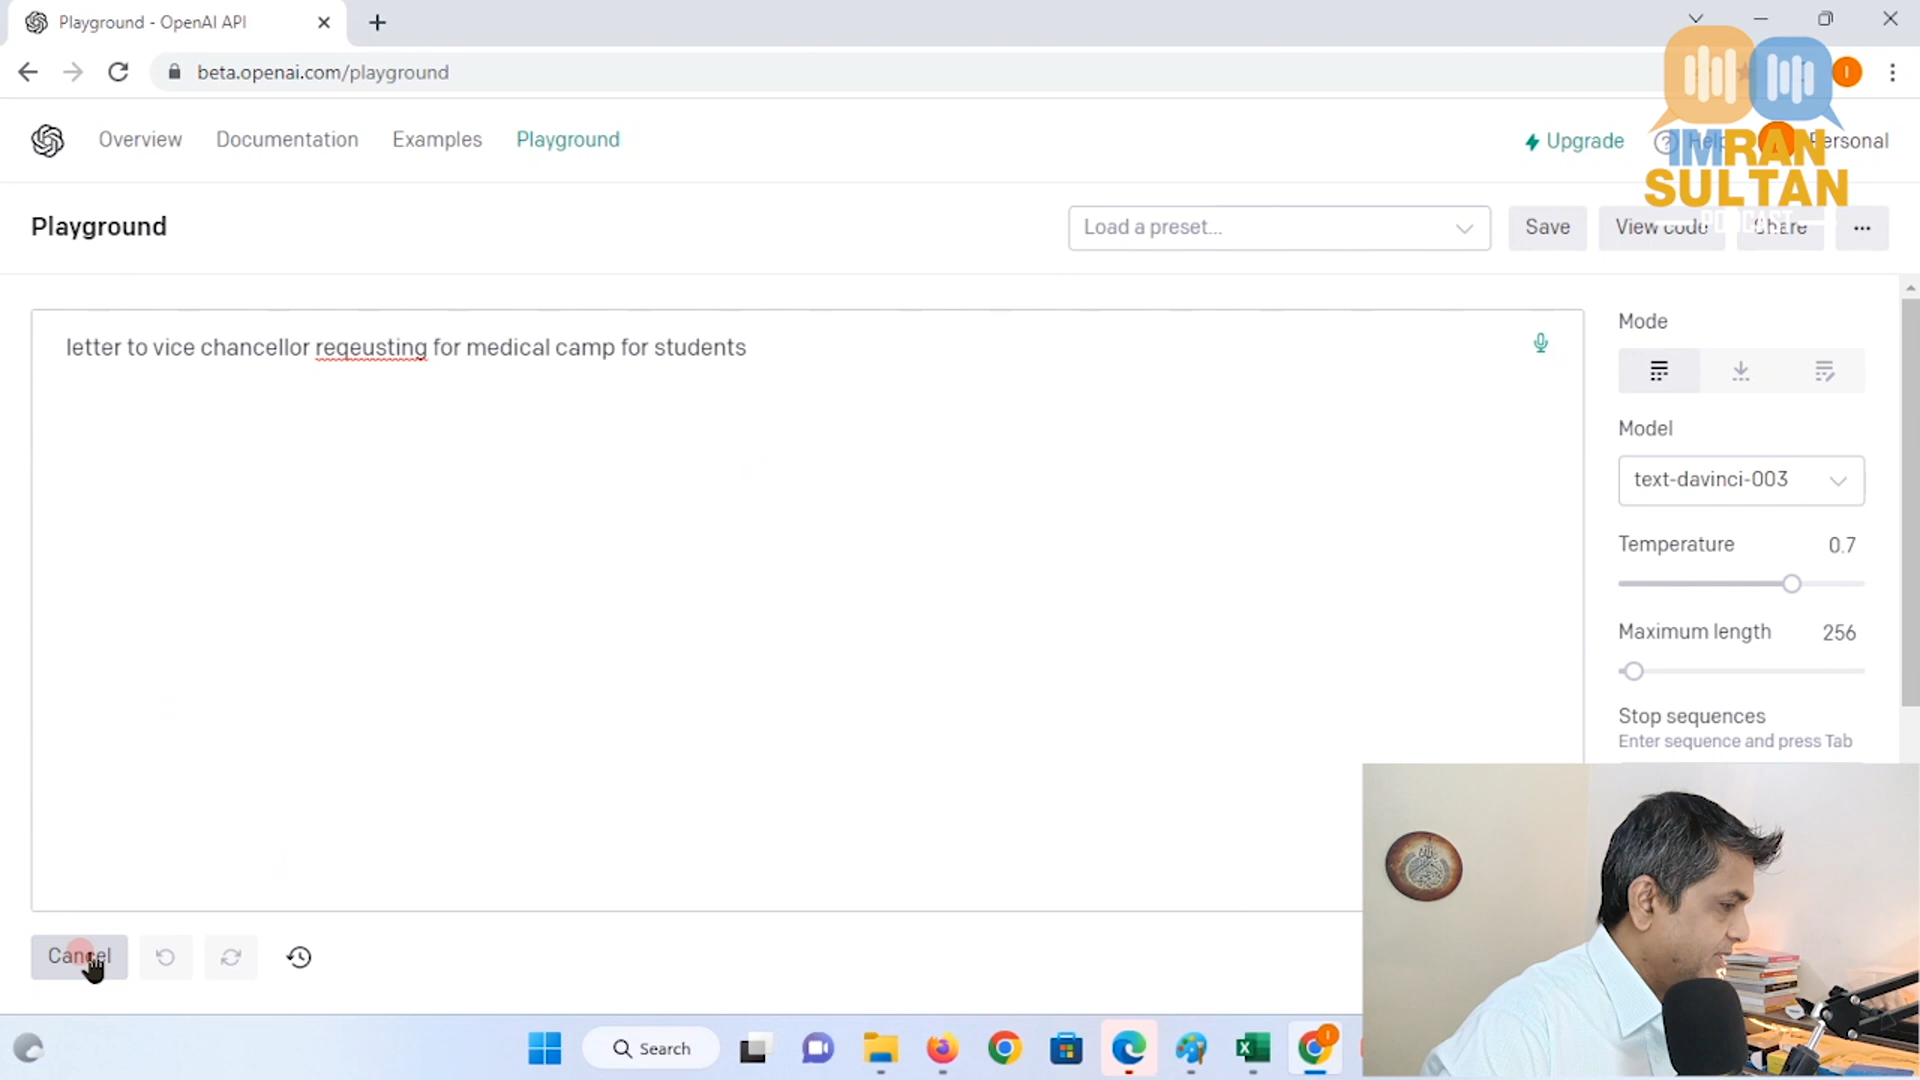 Playground - OpenAI API
beta.openai.com/playground
Overview Documentation Examples Playground
Upgrade Help Personal
IMRAN
SULTAN
PODCAST
Playground
Load a preset...
Save
View code
Share
...
letter to vice chancellor reqeusting for medical camp for students
Mode
Model
text-davinci-003
Temperature 0.7
Maximum length 256
Stop sequences
Enter sequence and press Tab
Cancel
Search